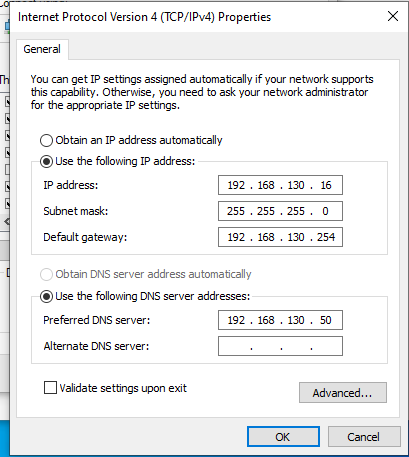 Internet Protocol Version 4 (TCP/IPv4) Properties
General
You can get IP settings assigned automatically if your network supports
this capability. Otherwise, you need to ask your network administrator
for the appropriate IP settings.
Obtain an IP address automatically
Use the following IP address:
IP address: 192 . 168 . 130 . 16
Subnet mask: 255 . 255 . 255 . 0
Default gateway: 192 . 168 . 130 . 254
Obtain DNS server address automatically
Use the following DNS server addresses:
Preferred DNS server: 192 . 168 . 130 . 50
Alternate DNS server: . . .
Validate settings upon exit
Advanced...
OK Cancel